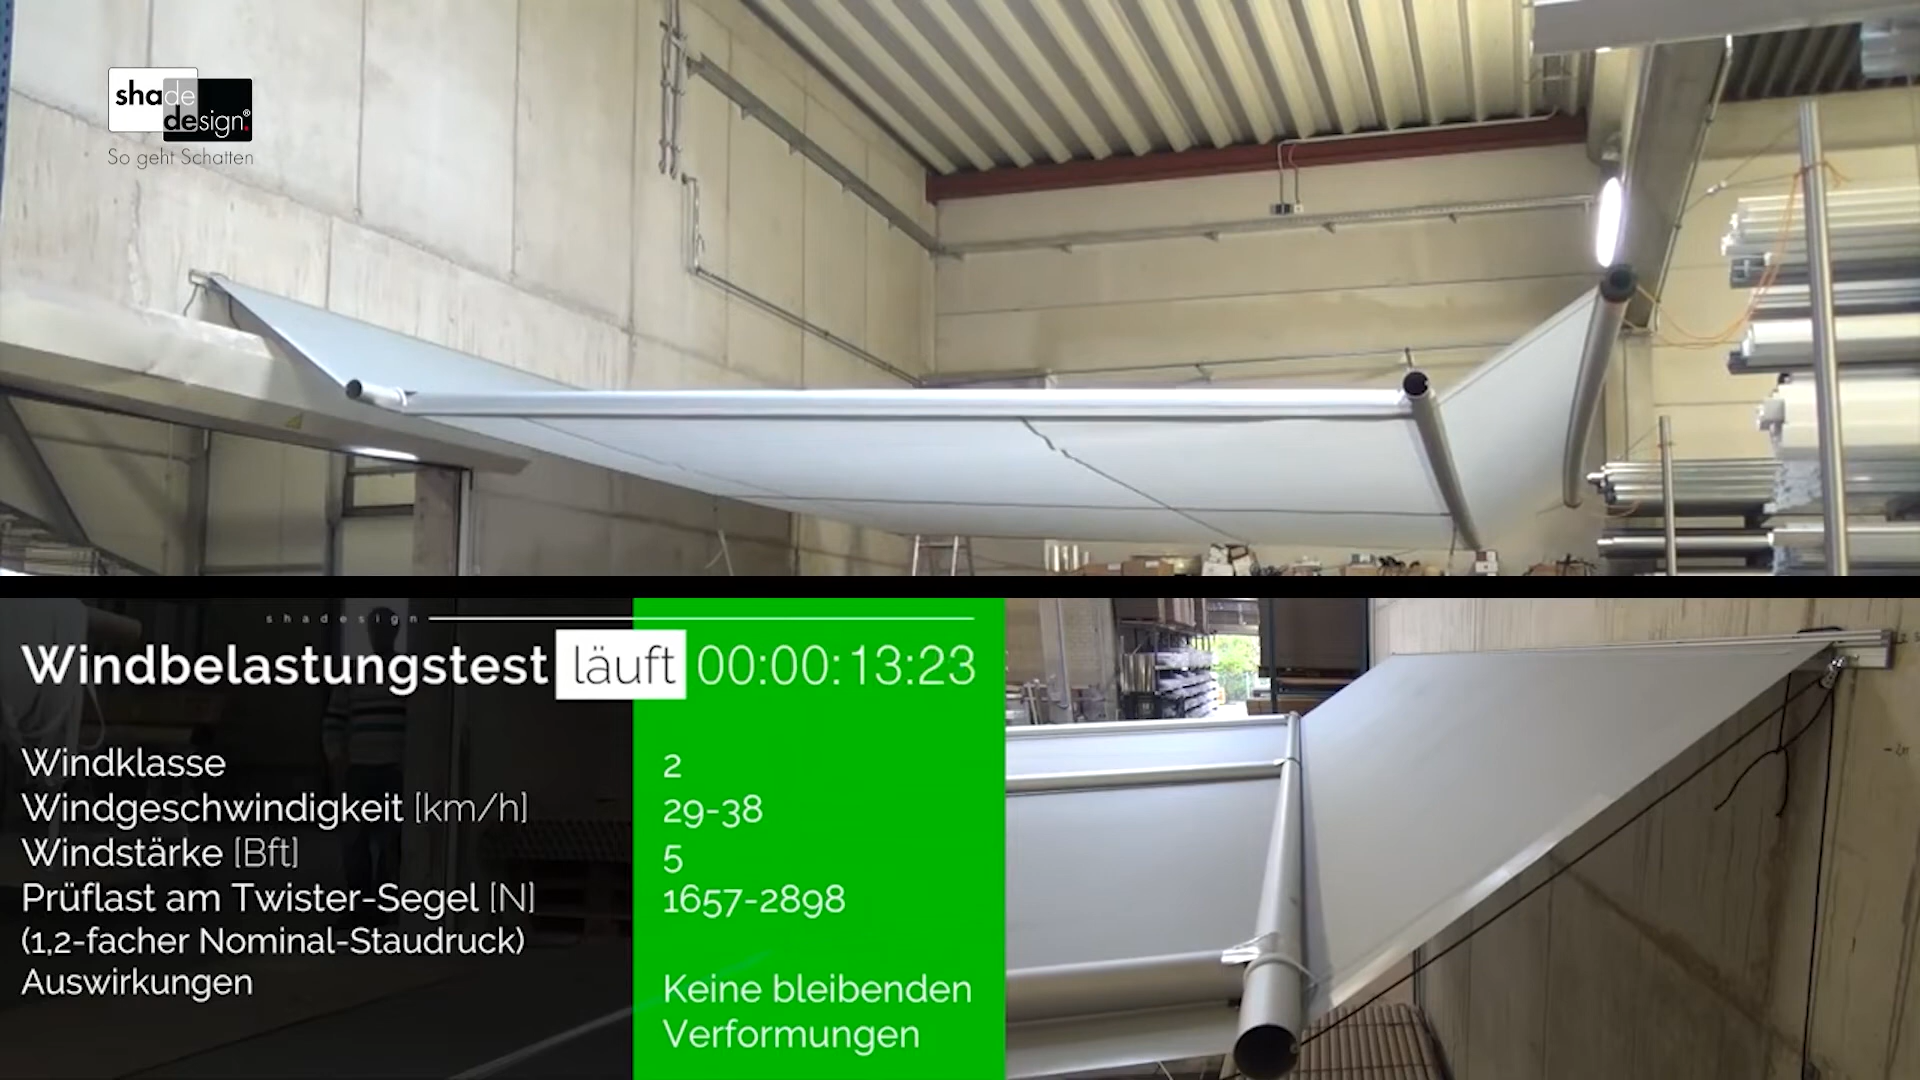 shade
design®
So geht Schatten
shadesign
Windbelastungstest läuft 00:00:13:23
Windklasse 2
Windgeschwindigkeit [km/h] 29-38
Windstärke [Bft] 5
Prüflast am Twister-Segel [N] 1657-2898
(1,2-facher Nominal-Staudruck)
Auswirkungen Keine bleibenden
Verformungen